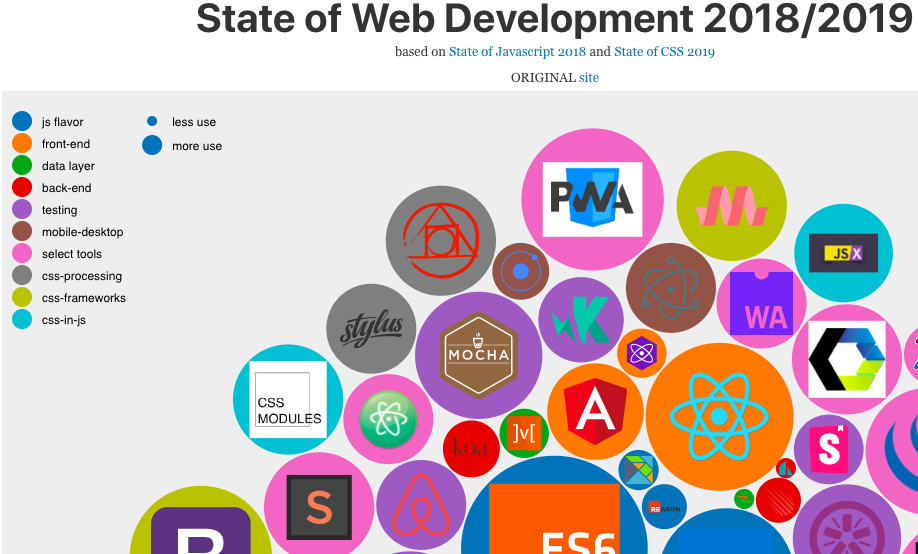 State of Web Development 2018/2019
based on State of Javascript 2018 and State of CSS 2019
ORIGINAL site
js flavor
front-end
data layer
back-end
testing
mobile-desktop
select tools
css-processing
css-frameworks
css-in-js
less use
more use
PWA
JSX
WA
stylus
MOCHA
CSS
MODULES
A
koa
]v[
S
S
REASON
B
ES6